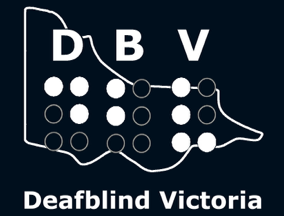 D B V
⠙ ⠃ ⠧
Deafblind Victoria